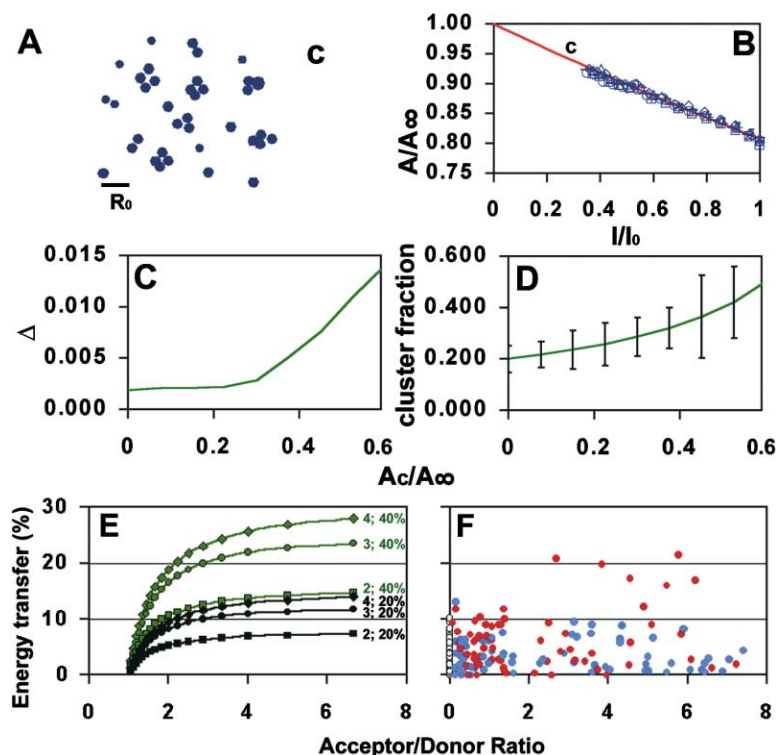 A
c
R₀
B
c
A/A∞
1.00
0.95
0.90
0.85
0.80
0.75
0 0.2 0.4 0.6 0.8 1
I/I₀
C
Δ
0.015
0.010
0.005
0.000
0 0.2 0.4 0.6
D
cluster fraction
0.600
0.400
0.200
0.000
0 0.2 0.4 0.6
Ac/A∞
E
Energy transfer (%)
30
20
10
0
4; 40%
3; 40%
2; 40%
4; 20%
3; 20%
2; 20%
0 2 4 6 8
F
0 2 4 6 8
Acceptor/Donor Ratio